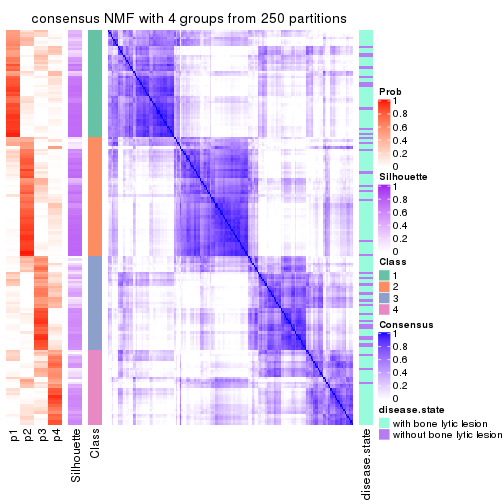 consensus NMF with 4 groups from 250 partitions
Prob
1
0.8
0.6
0.4
0.2
0
Silhouette
1
0.8
0.6
0.4
0.2
0
Class
1
2
3
4
Consensus
1
0.8
0.6
0.4
0.2
0
disease.state
with bone lytic lesion
without bone lytic lesion
p1
p2
p3
p4
Silhouette
Class
disease.state